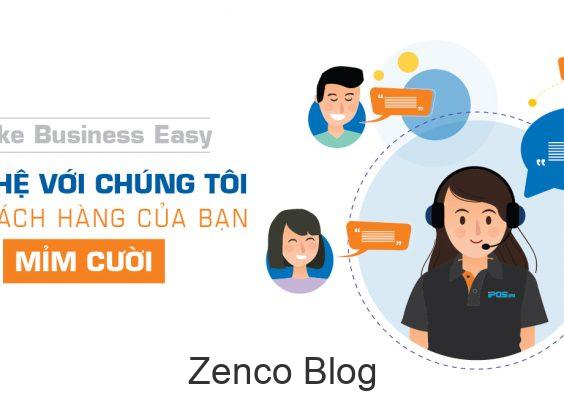 ke Business Easy
HỆ VỚI CHÚNG TÔI
ÁCH HÀNG CỦA BẠN
MỈM CƯỜI
iPOS.vn
Zenco Blog